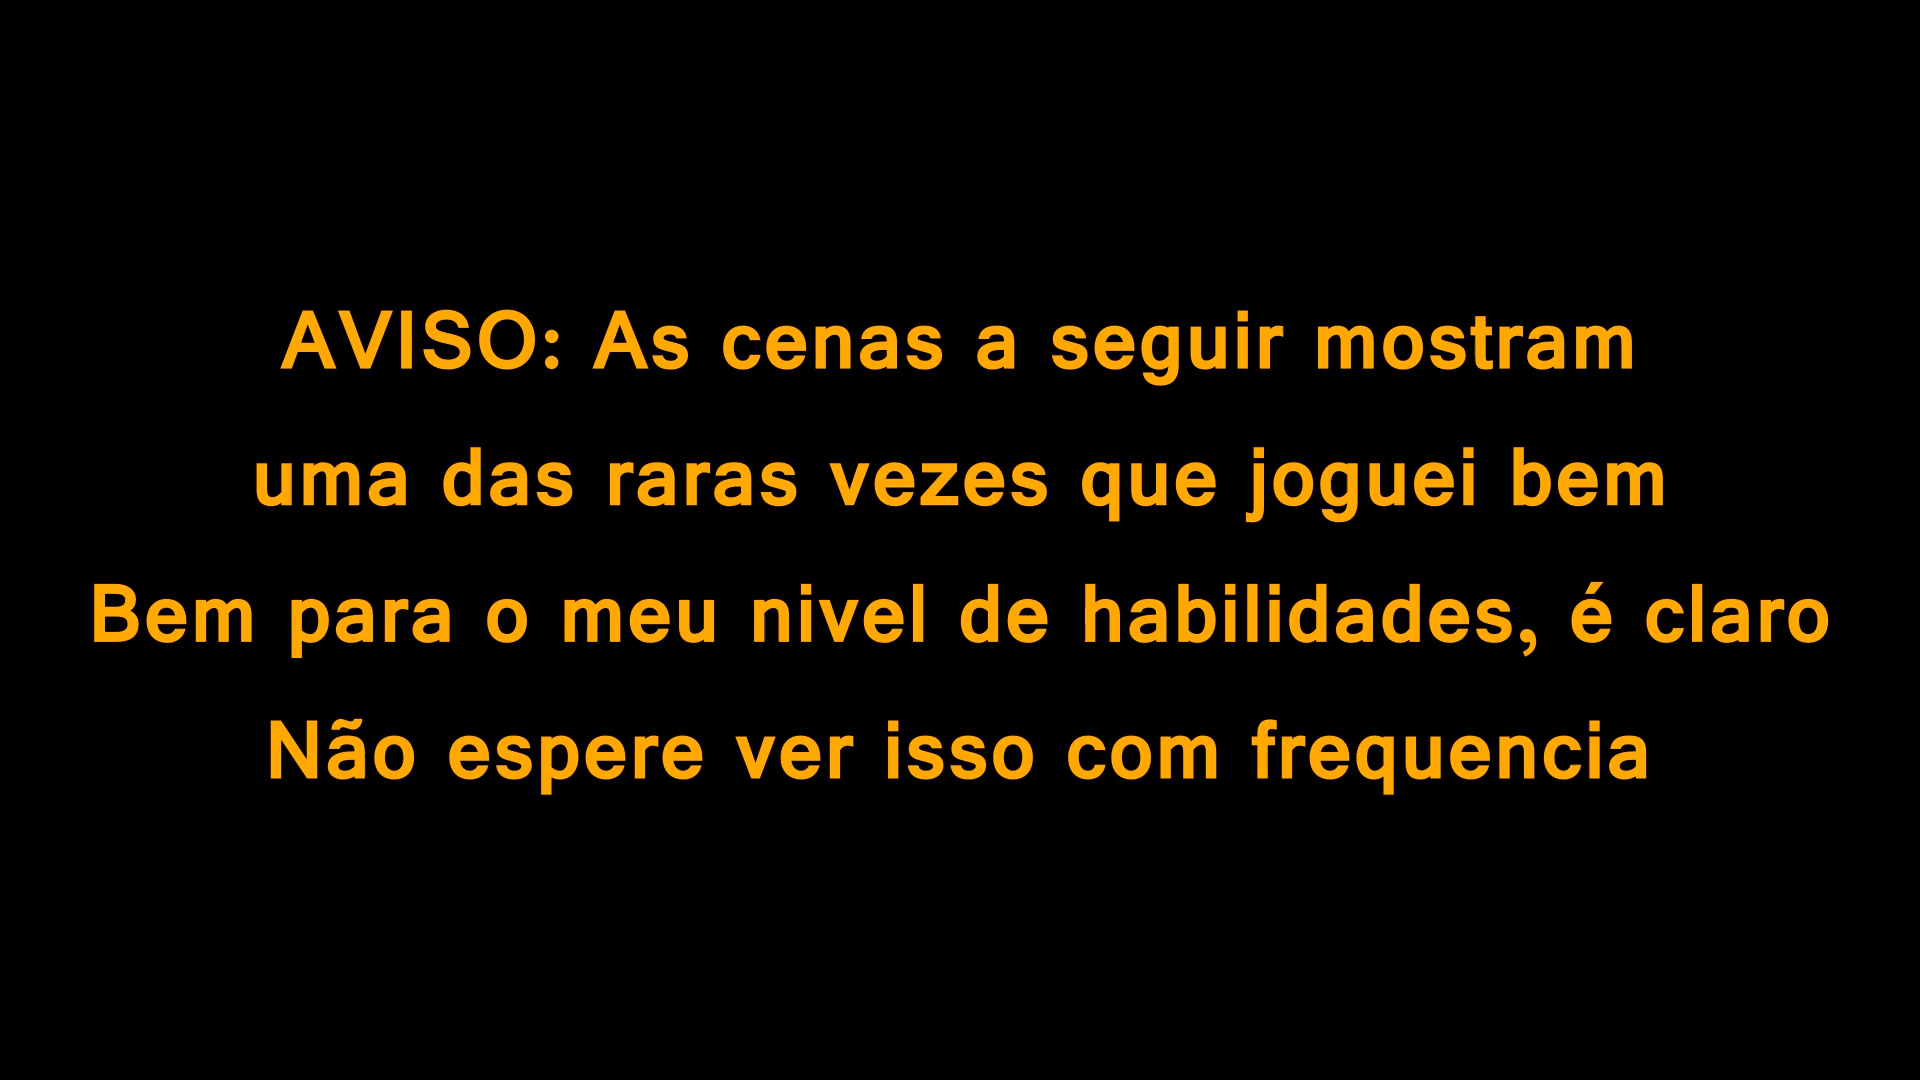 AVISO: As cenas a seguir mostram
uma das raras vezes que joguei bem
Bem para o meu nivel de habilidades, é claro
Não espere ver isso com frequencia